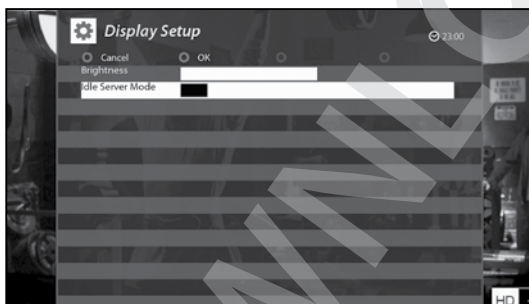 Display Setup
23:00
Cancel OK
Brightness
Idle Server Mode
HD